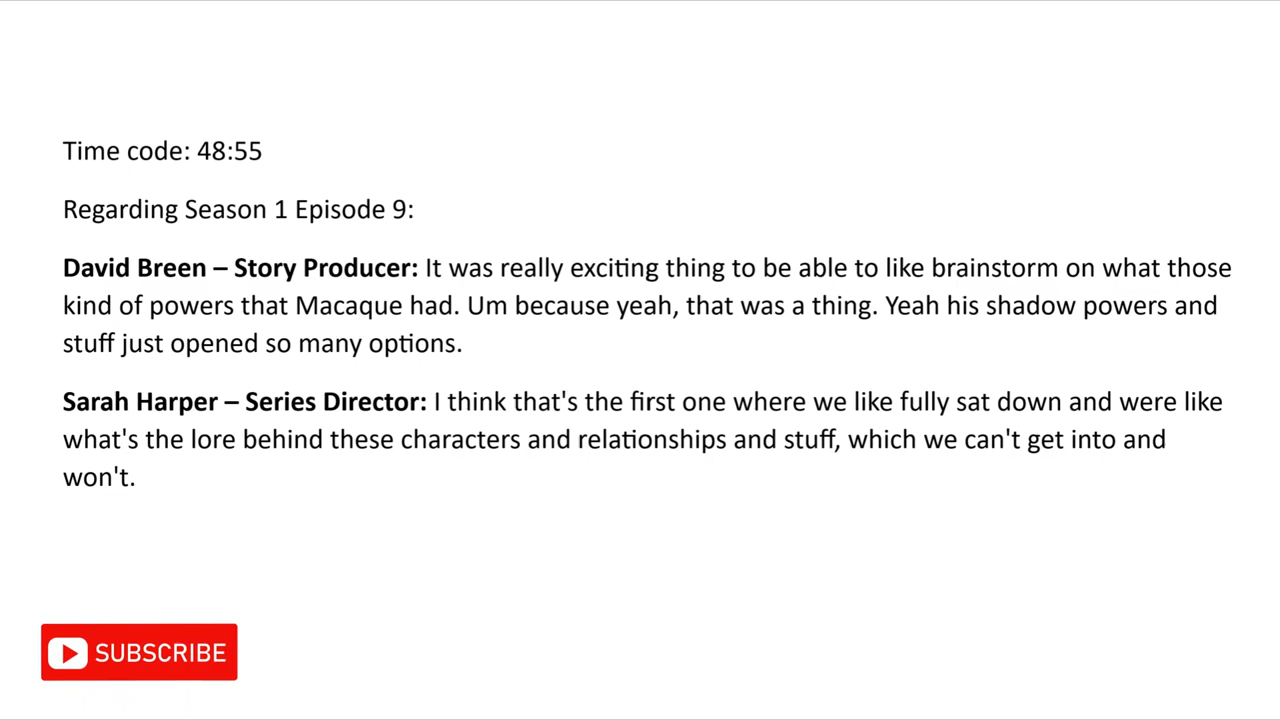 Time code: 48:55
Regarding Season 1 Episode 9:
David Breen – Story Producer: It was really exciting thing to be able to like brainstorm on what those
kind of powers that Macaque had. Um because yeah, that was a thing. Yeah his shadow powers and
stuff just opened so many options.
Sarah Harper – Series Director: I think that's the first one where we like fully sat down and were like
what's the lore behind these characters and relationships and stuff, which we can't get into and
won't.
SUBSCRIBE